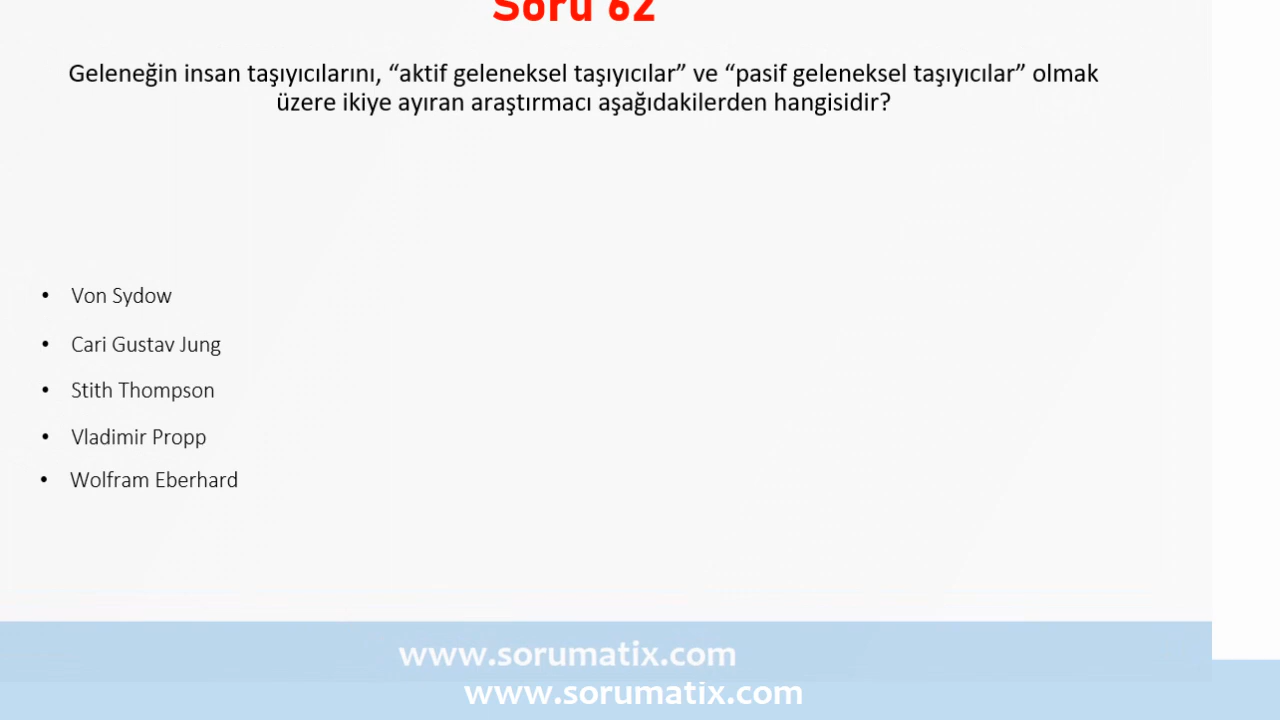 Soru 62
Geleneğin insan taşıyıcılarını, “aktif geleneksel taşıyıcılar” ve “pasif geleneksel taşıyıcılar” olmak
üzere ikiye ayıran araştırmacı aşağıdakilerden hangisidir?
• Von Sydow
• Cari Gustav Jung
• Stith Thompson
• Vladimir Propp
• Wolfram Eberhard
www.sorumatix.com
www.sorumatix.com